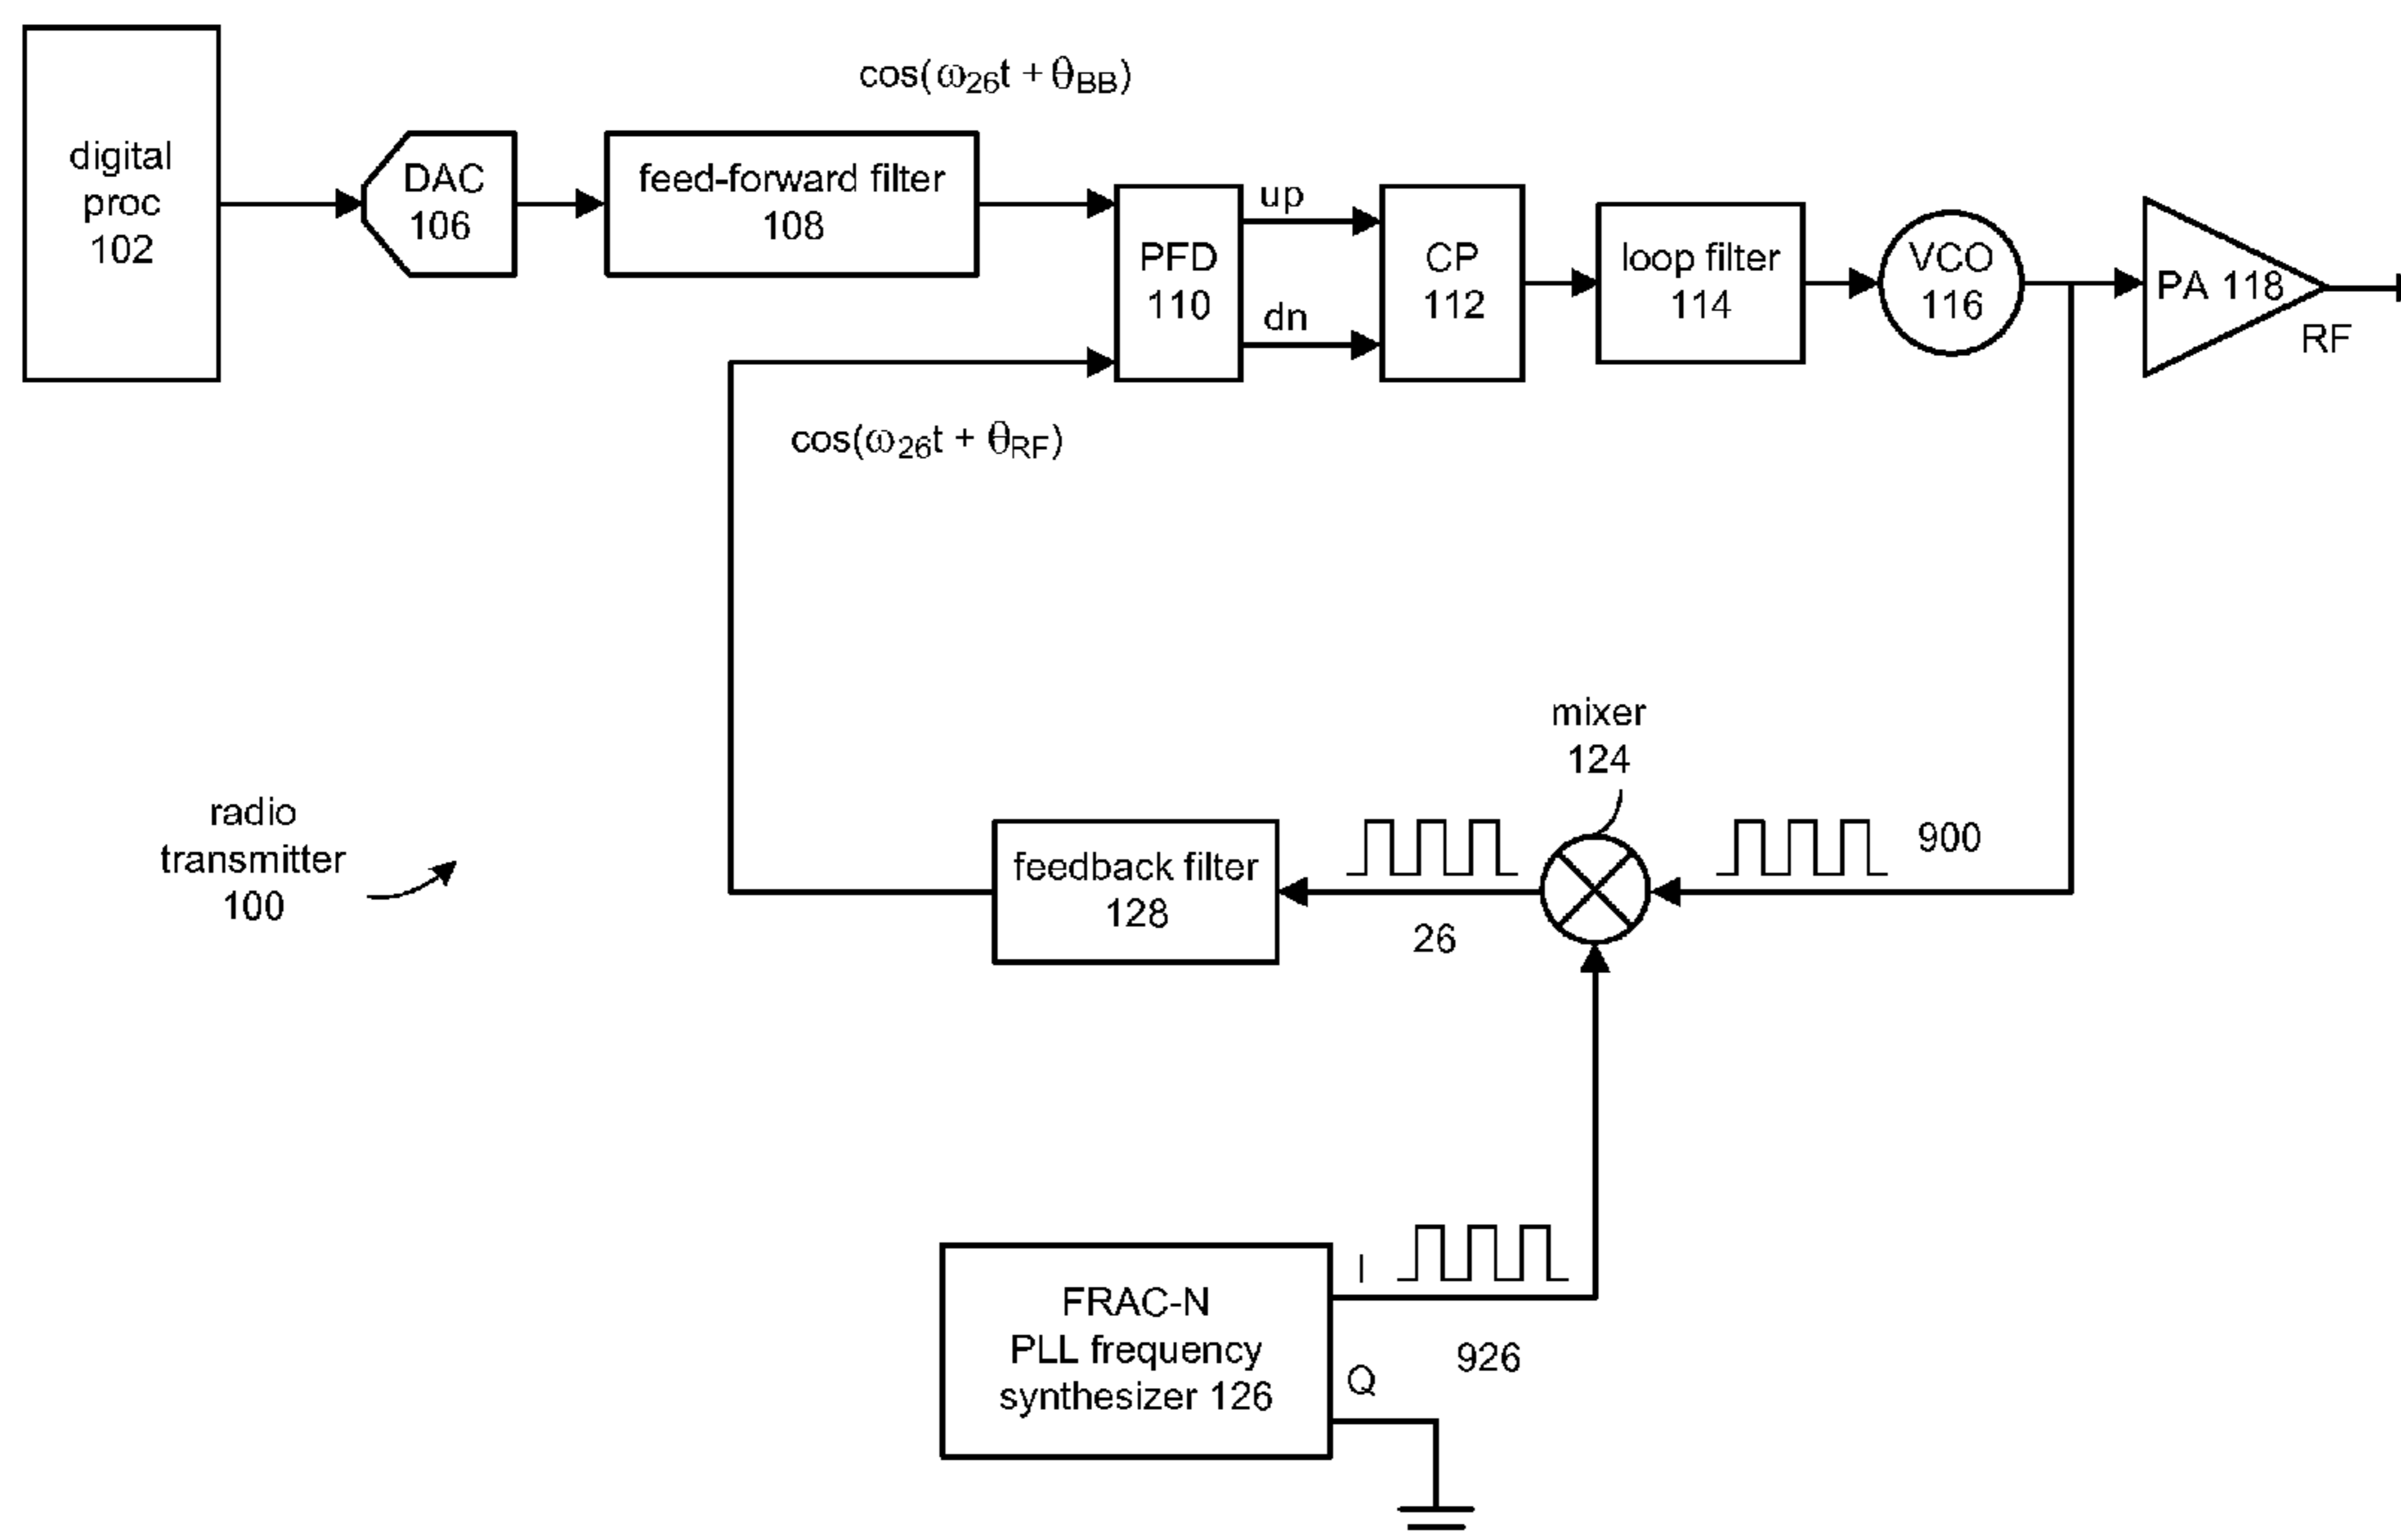 cos(ω26t + θBB)
digital
proc
102
DAC
106
feed-forward filter
108
PFD
110
up
dn
CP
112
loop filter
114
VCO
116
PA 118
RF
cos(ω26t + θRF)
mixer
124
radio
transmitter
100
feedback filter
128
26
900
FRAC-N
PLL frequency
synthesizer 126
I
Q
926